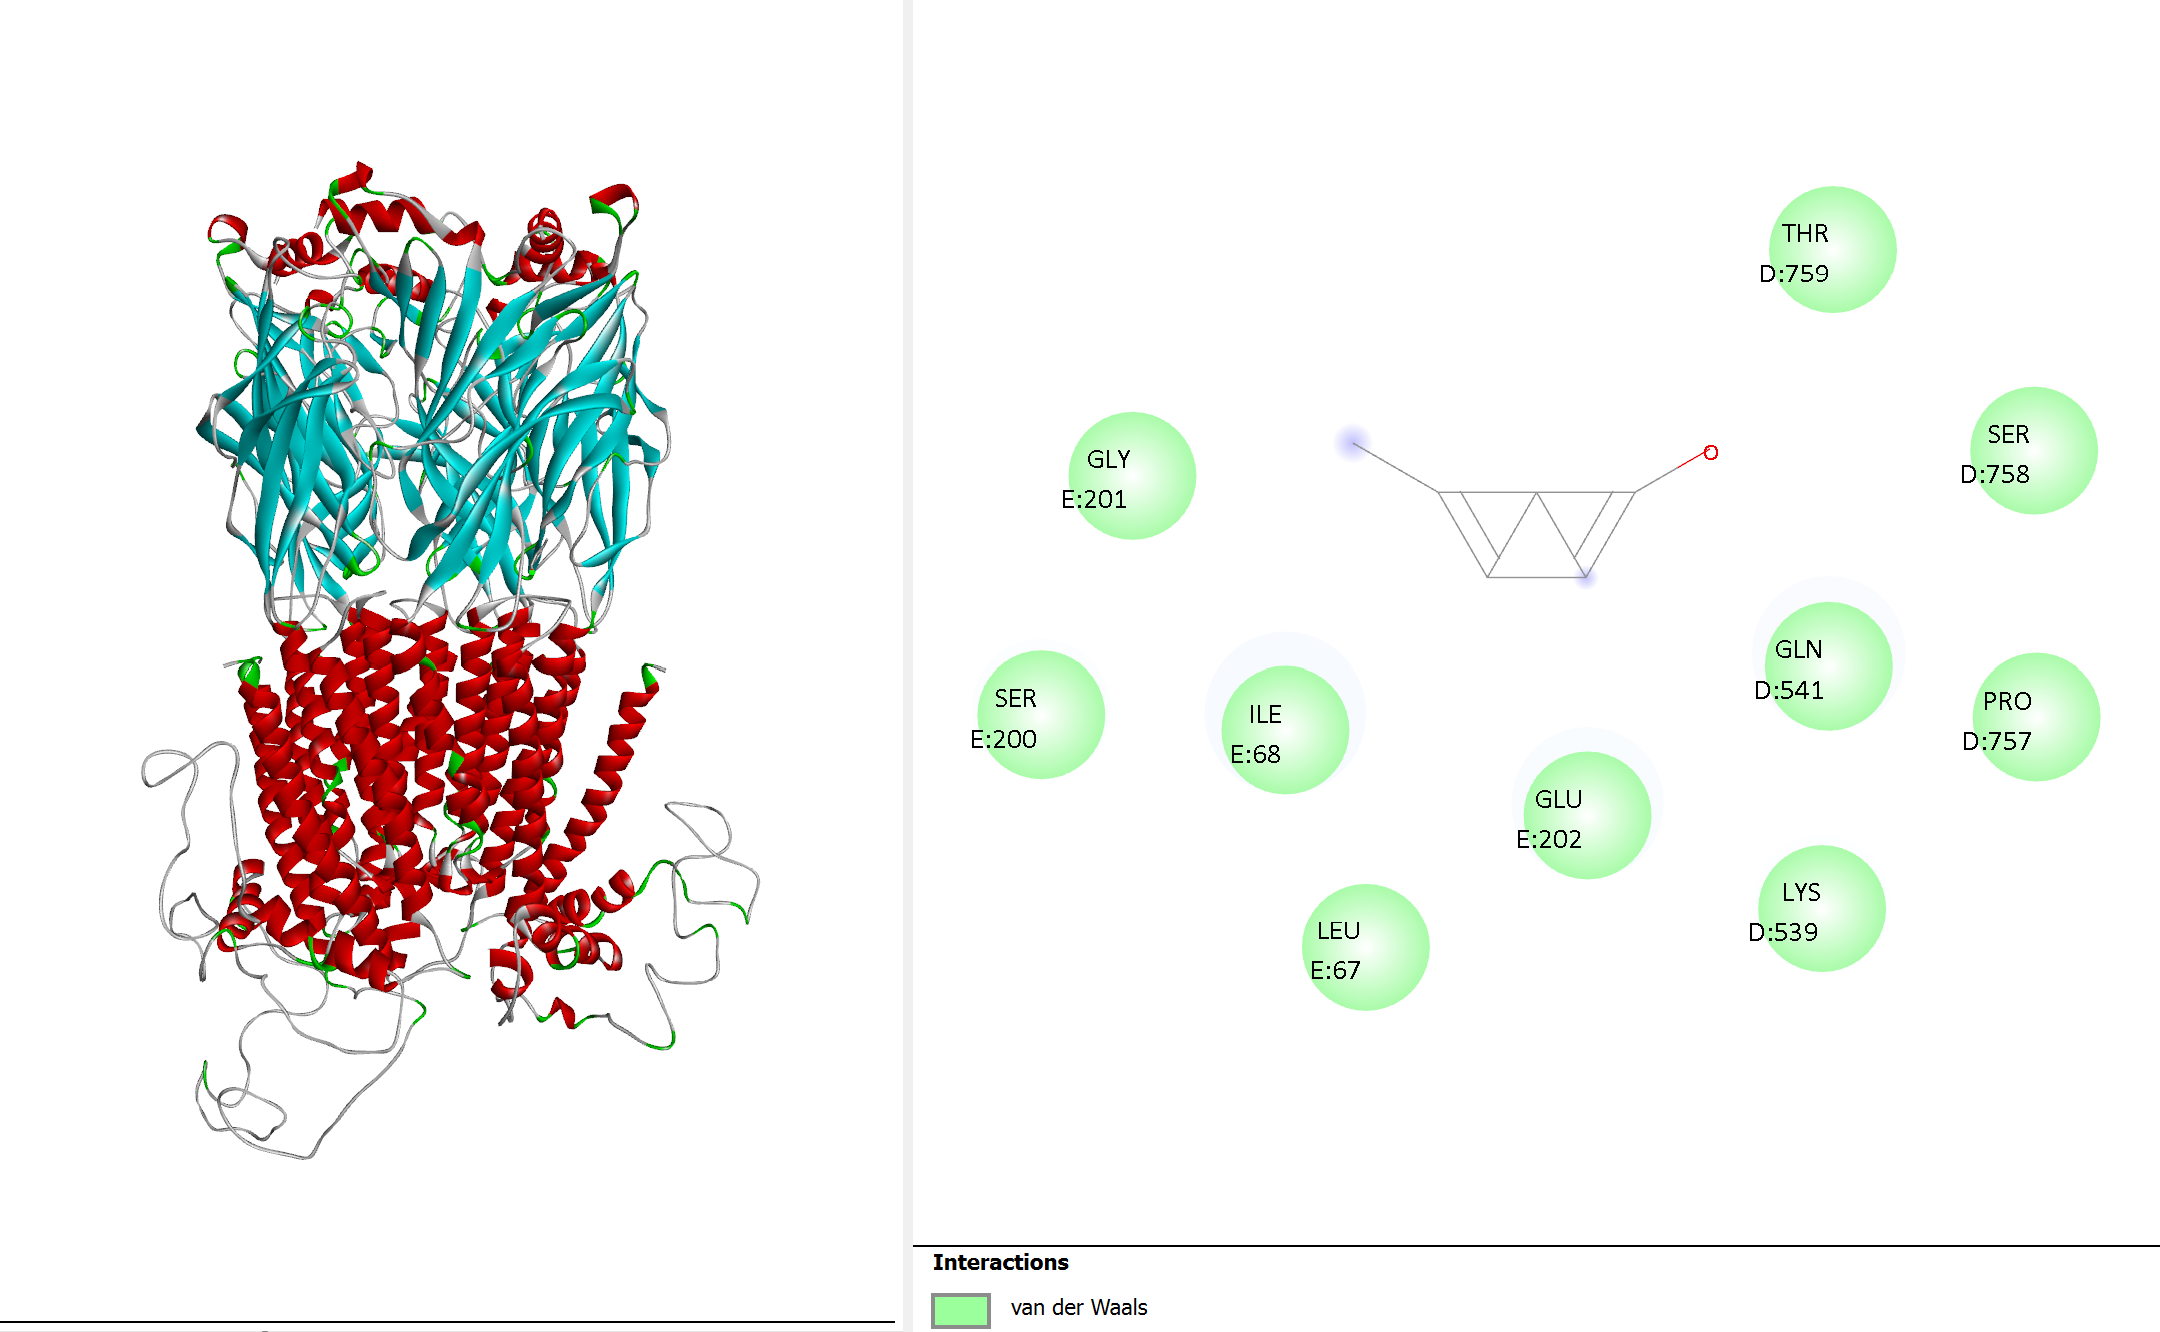 THR
D:759
SER
D:758
GLY
E:201
O
GLN
D:541
SER
E:200
ILE
E:68
PRO
D:757
GLU
E:202
LYS
D:539
LEU
E:67
Interactions
van der Waals